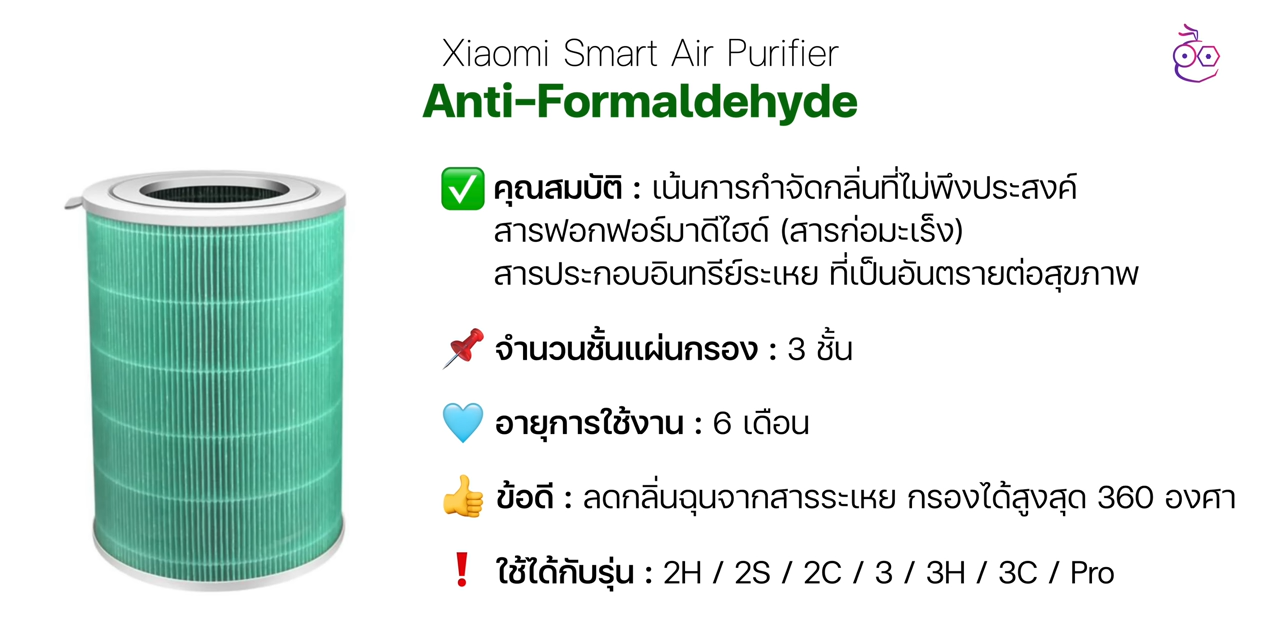 Xiaomi Smart Air Purifier
Anti-Formaldehyde
คุณสมบัติ : เน้นการกำจัดกลิ่นที่ไม่พึงประสงค์
สารฟอกฟอร์มาดีไฮด์ (สารก่อมะเร็ง)
สารประกอบอินทรีย์ระเหย ที่เป็นอันตรายต่อสุขภาพ
จำนวนชั้นแผ่นกรอง : 3 ชั้น
อายุการใช้งาน : 6 เดือน
ข้อดี : ลดกลิ่นฉุนจากสารระเหย กรองได้สูงสุด 360 องศา
ใช้ได้กับรุ่น : 2H / 2S / 2C / 3 / 3H / 3C / Pro